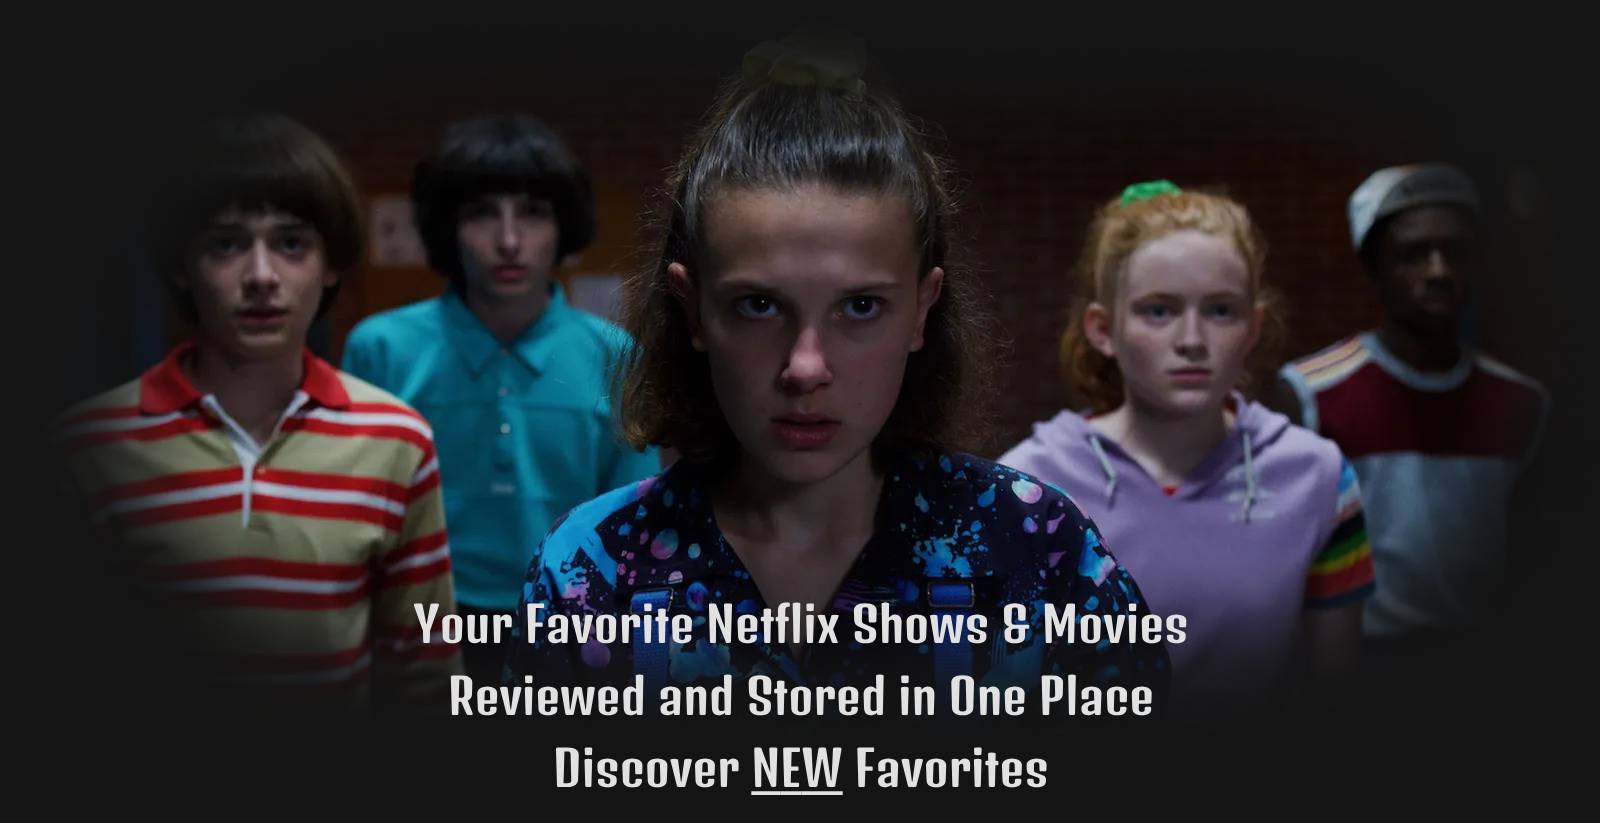 Your Favorite Netflix Shows & Movies
Reviewed and Stored in One Place
Discover NEW Favorites